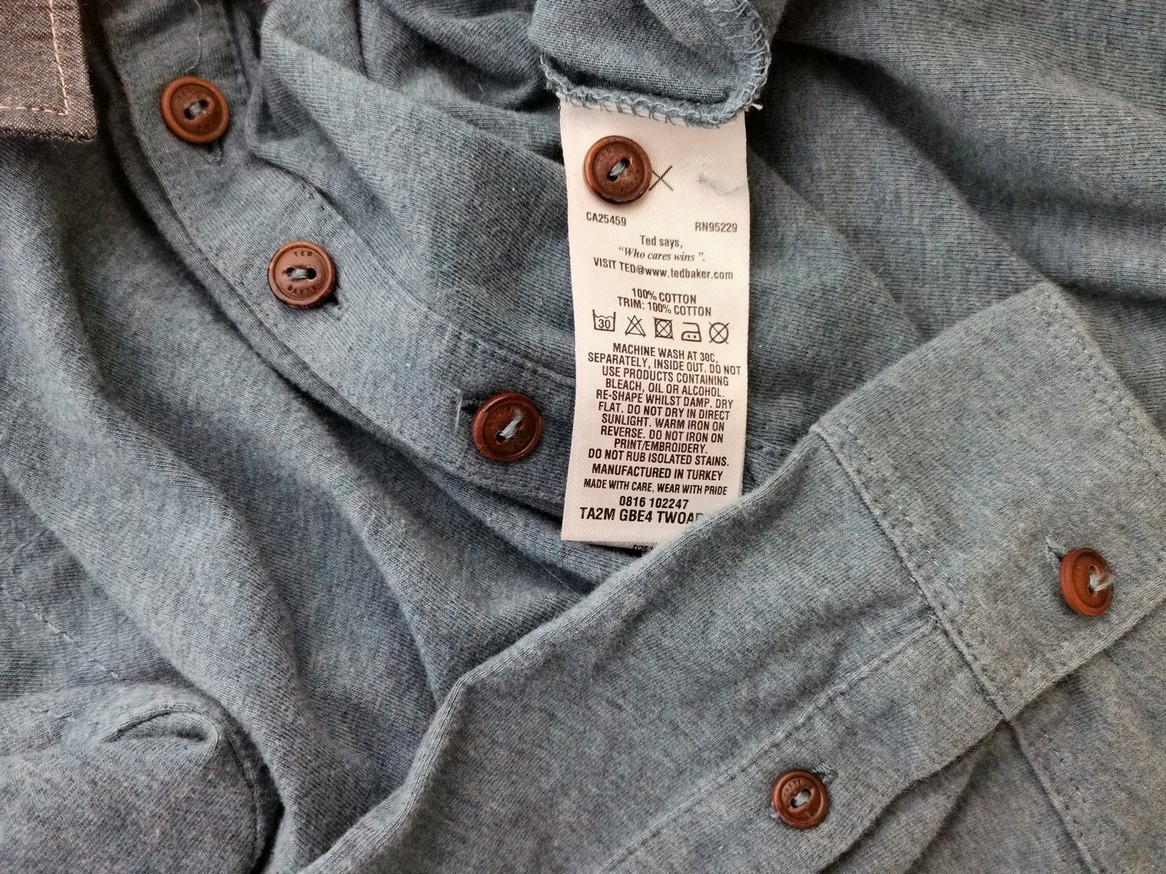 TED
BAKER
CA25459 RN95229
Ted says,
“Who cares wins ”.
VISIT TED@www.tedbaker.com
100% COTTON
TRIM: 100% COTTON
30
MACHINE WASH AT 30C,
SEPARATELY, INSIDE OUT. DO NOT
USE PRODUCTS CONTAINING
BLEACH, OIL OR ALCOHOL.
RE-SHAPE WHILST DAMP. DRY
FLAT. DO NOT DRY IN DIRECT
SUNLIGHT. WARM IRON ON
REVERSE. DO NOT IRON ON
PRINT/EMBROIDERY.
DO NOT RUB ISOLATED STAINS.
MANUFACTURED IN TURKEY
MADE WITH CARE, WEAR WITH PRIDE
0816 102247
TA2M GBE4